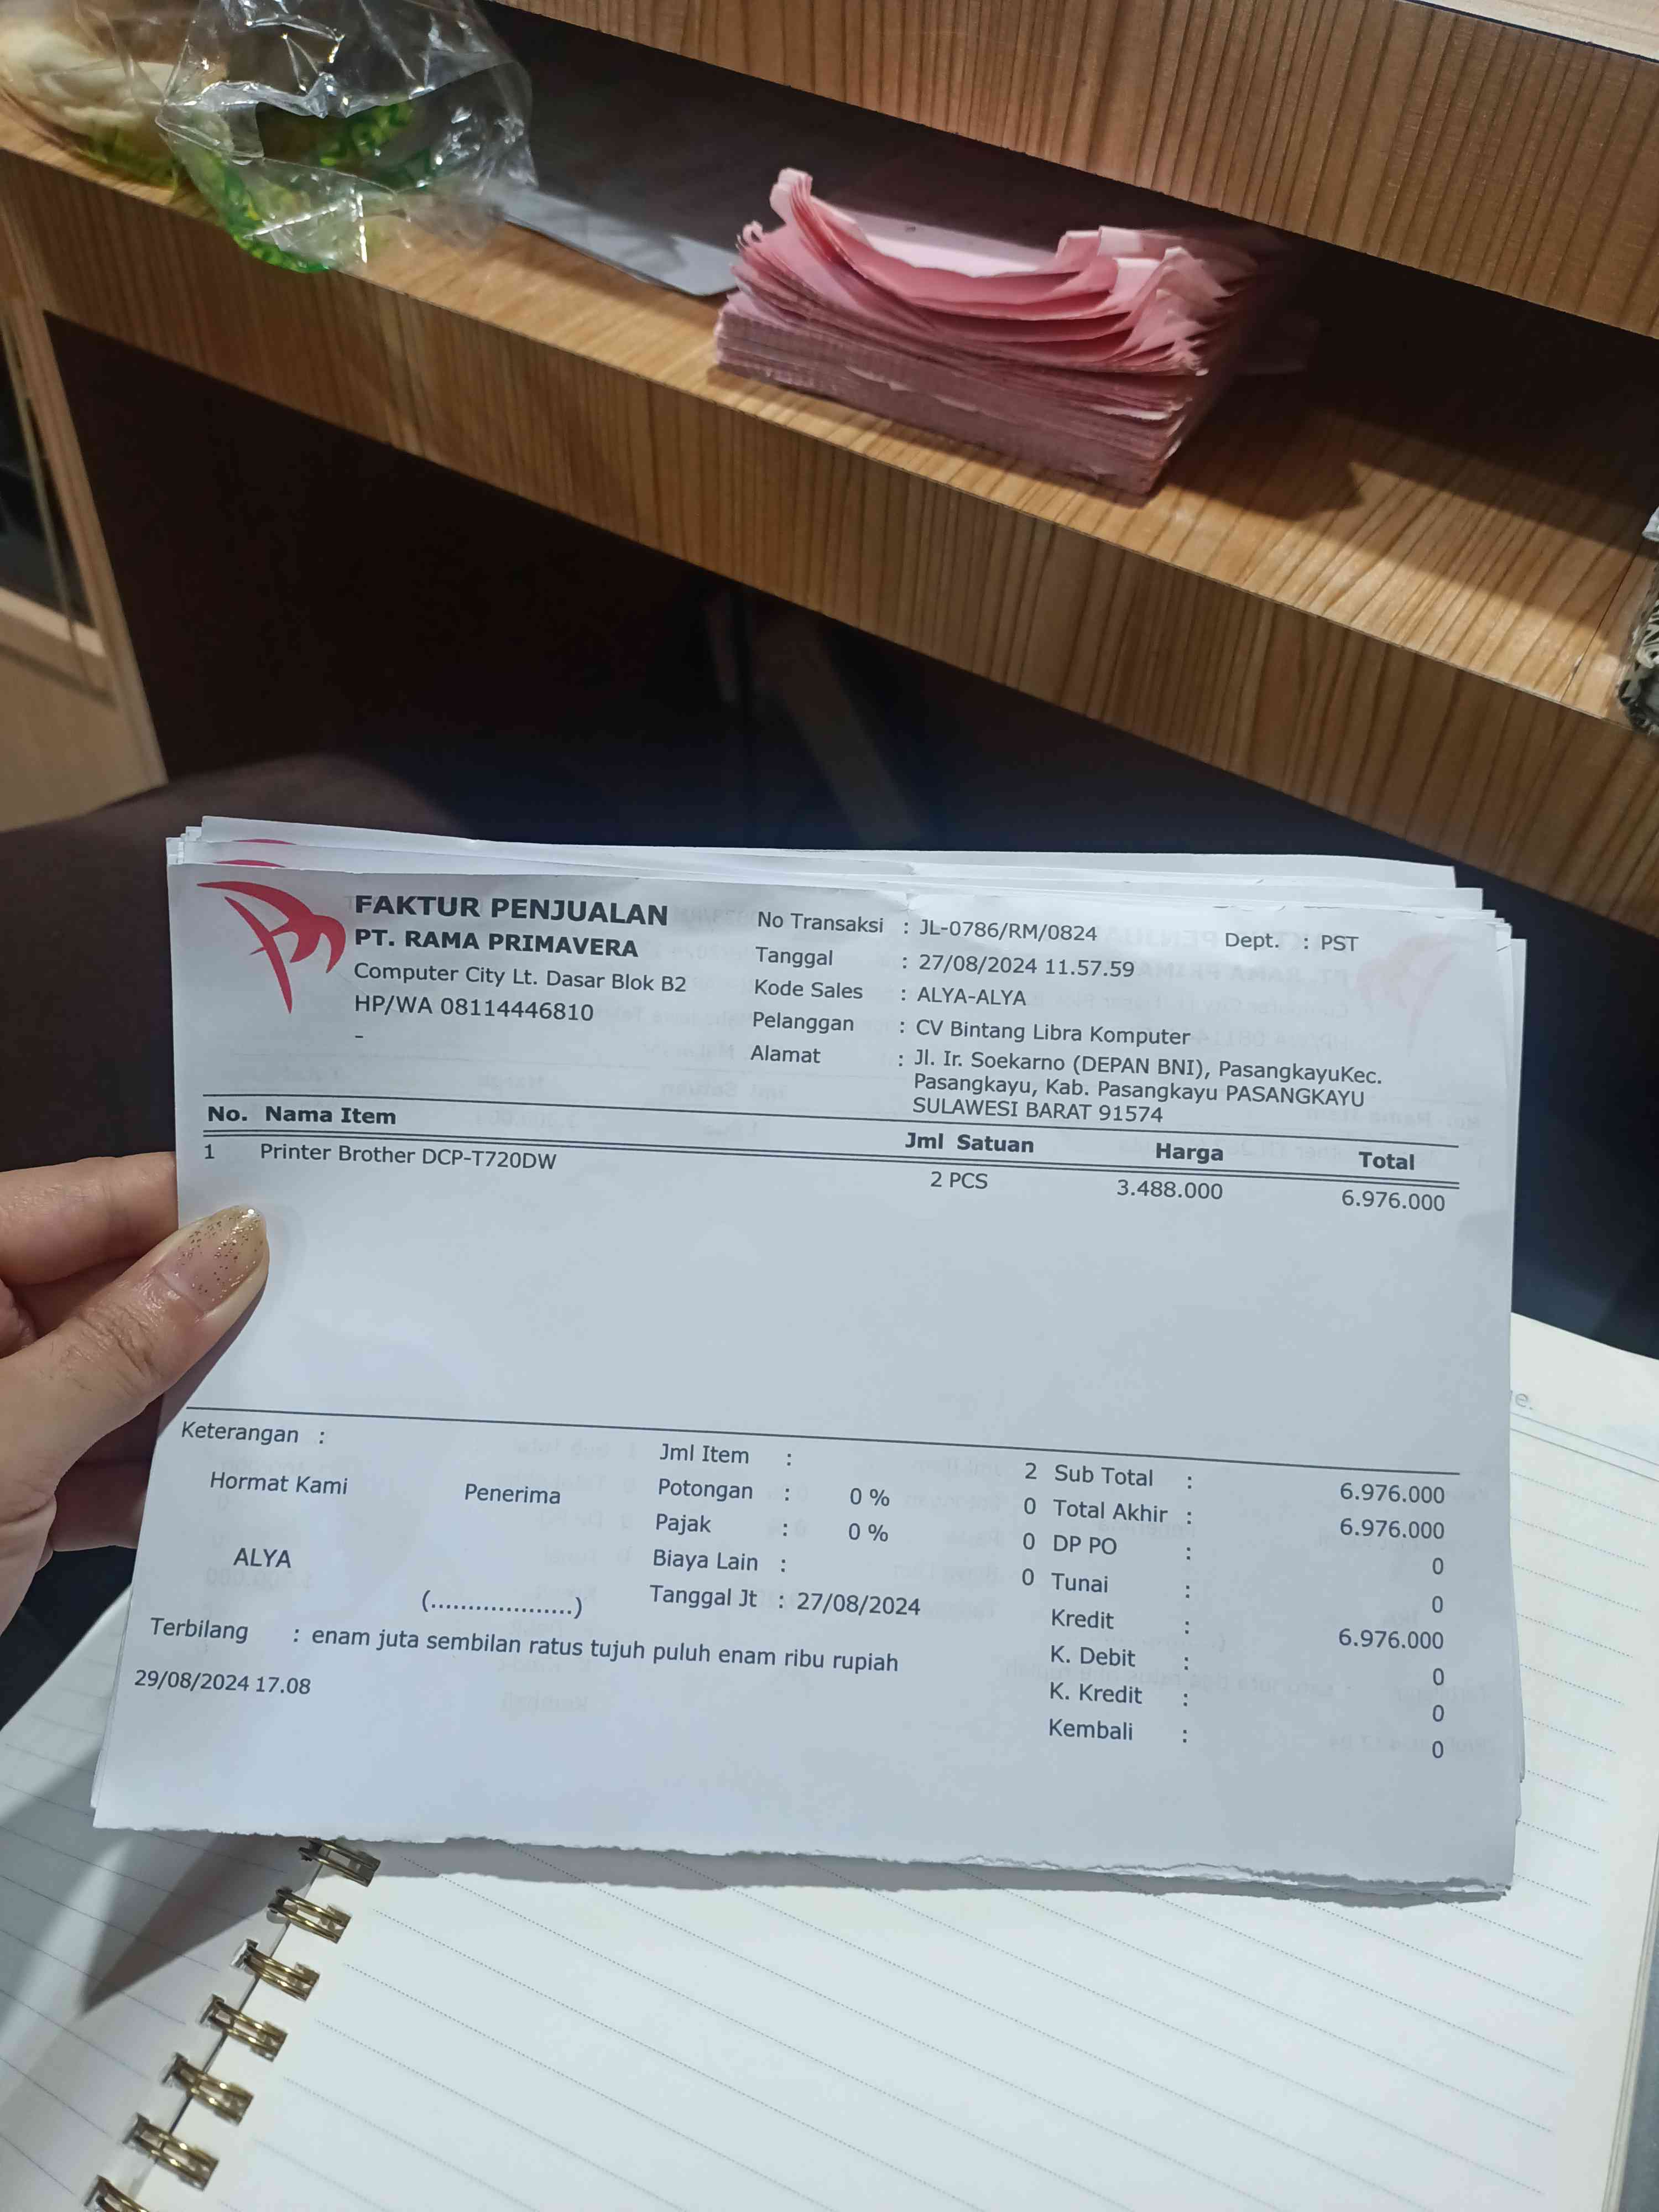 FAKTUR PENJUALAN
PT. RAMA PRIMAVERA
Computer City Lt. Dasar Blok B2
HP/WA 08114446810
-
No Transaksi : JL-0786/RM/0824 Dept. : PST
Tanggal : 27/08/2024 11.57.59
Kode Sales : ALYA-ALYA
Pelanggan : CV Bintang Libra Komputer
Alamat : Jl. Ir. Soekarno (DEPAN BNI), PasangkayuKec.
Pasangkayu, Kab. Pasangkayu PASANGKAYU
SULAWESI BARAT 91574
No. Nama Item Jml Satuan Harga Total
1 Printer Brother DCP-T720DW 2 PCS 3.488.000 6.976.000
Keterangan :
Hormat Kami Penerima
ALYA
(...................)
Jml Item : 2
Potongan : 0 % 0
Pajak : 0 % 0
Biaya Lain : 0
Tanggal Jt : 27/08/2024
Sub Total : 6.976.000
Total Akhir : 6.976.000
DP PO : 0
Tunai : 0
Kredit : 6.976.000
K. Debit : 0
K. Kredit : 0
Kembali : 0
Terbilang : enam juta sembilan ratus tujuh puluh enam ribu rupiah
29/08/2024 17.08